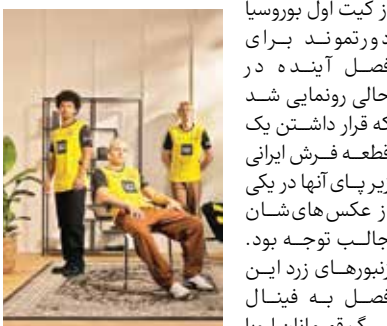 از کیت اول بوروسیا
دورتموند برای
فصل آینده در
حالی رونمایی شد
که قرار داشتن یک
قطعه فرش ایرانی
زیر پای آنها در یکی
از عکس‌های‌شان
جالب توجه بود.
زنبورهای زرد این
فصل به فینال